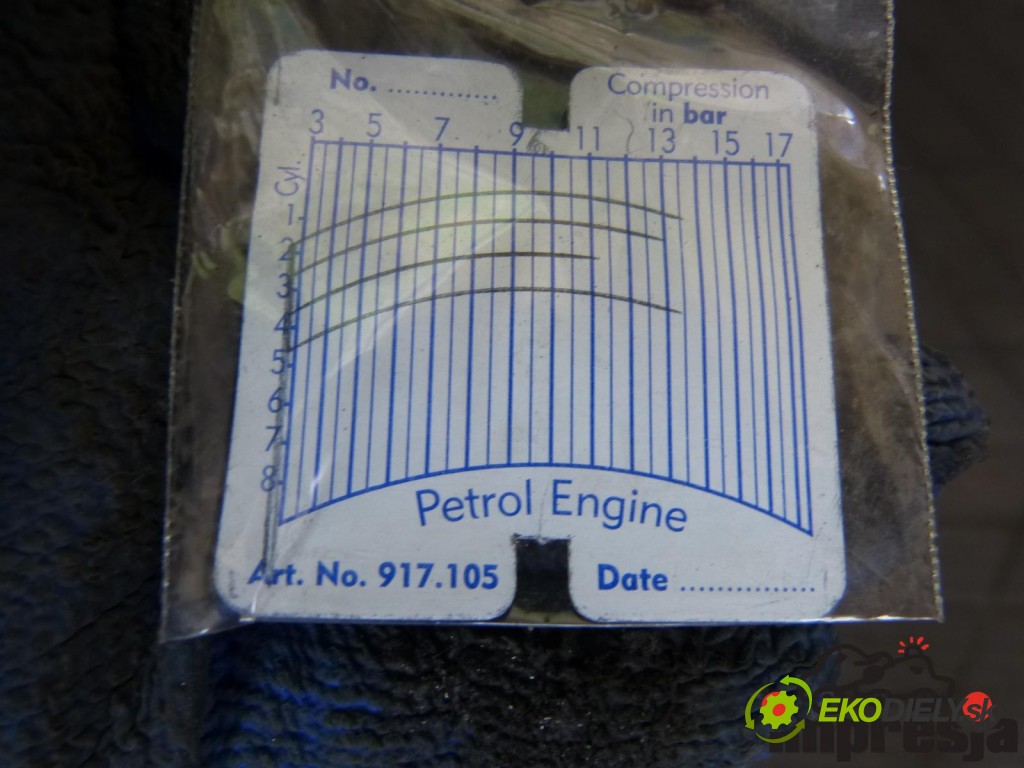 No. ............
Compression
in bar
3 5 7 9 11 13 15 17
Cyl.
1
2
3
4
5
6
7
8
Petrol Engine
Art. No. 917.105
Date ..............
EKODIELY.s!
impresja